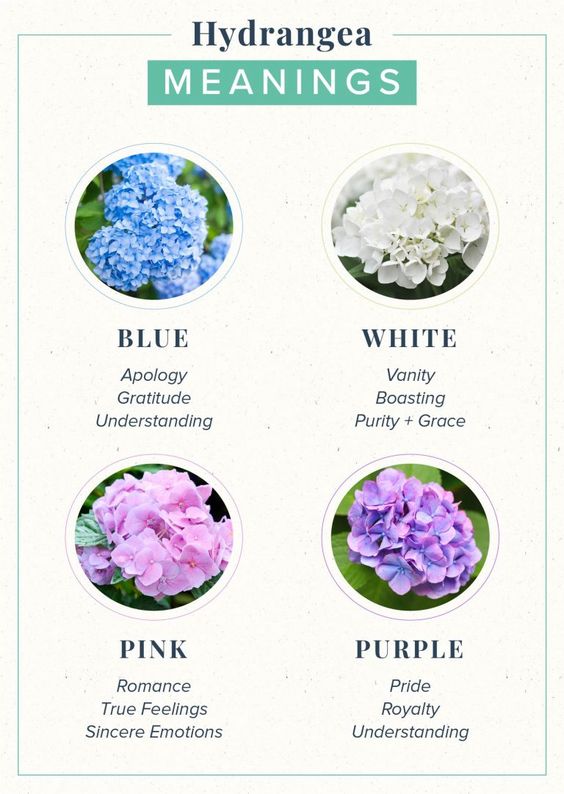 Hydrangea
MEANINGS
BLUE
Apology
Gratitude
Understanding
WHITE
Vanity
Boasting
Purity + Grace
PINK
Romance
True Feelings
Sincere Emotions
PURPLE
Pride
Royalty
Understanding